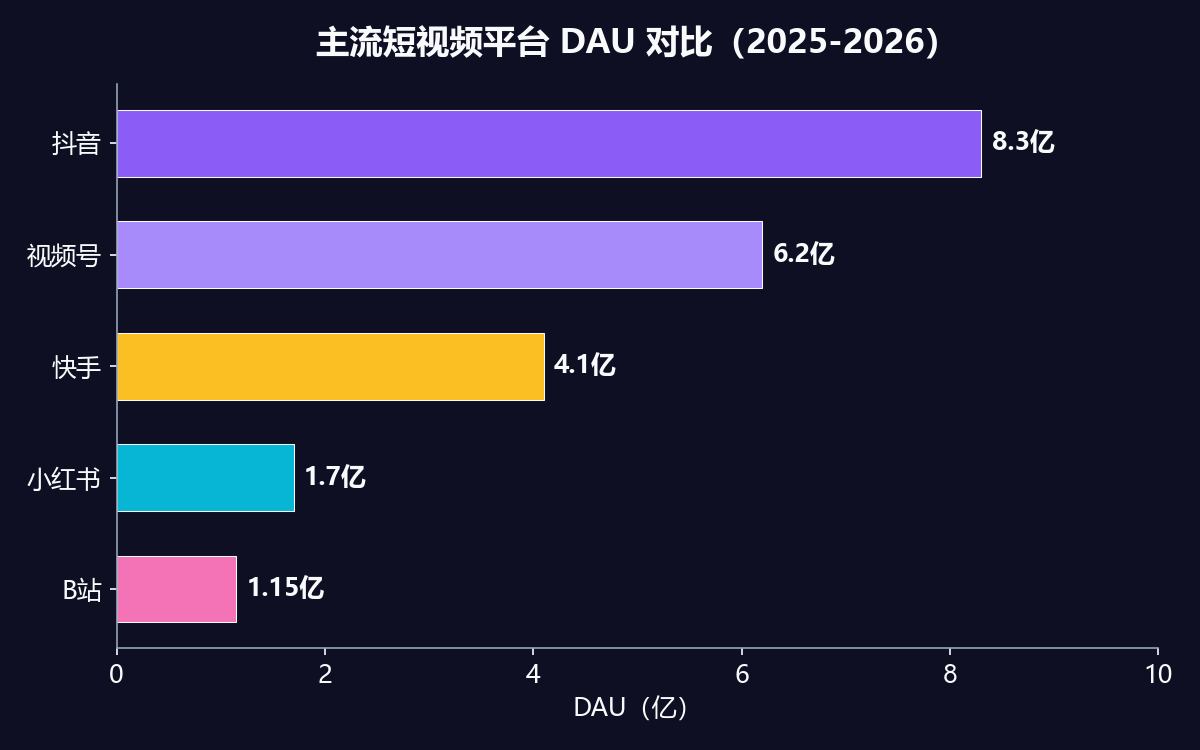 主流短视频平台 DAU 对比（2025-2026）
抖音 8.3亿
视频号 6.2亿
快手 4.1亿
小红书 1.7亿
B站 1.15亿
0 2 4 6 8 10
DAU（亿）